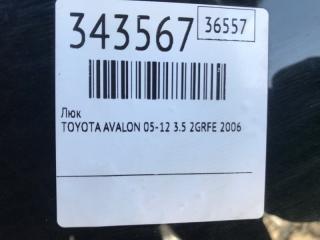 343567
36557
Люк
TOYOTA AVALON 05-12 3.5 2GRFE 2006